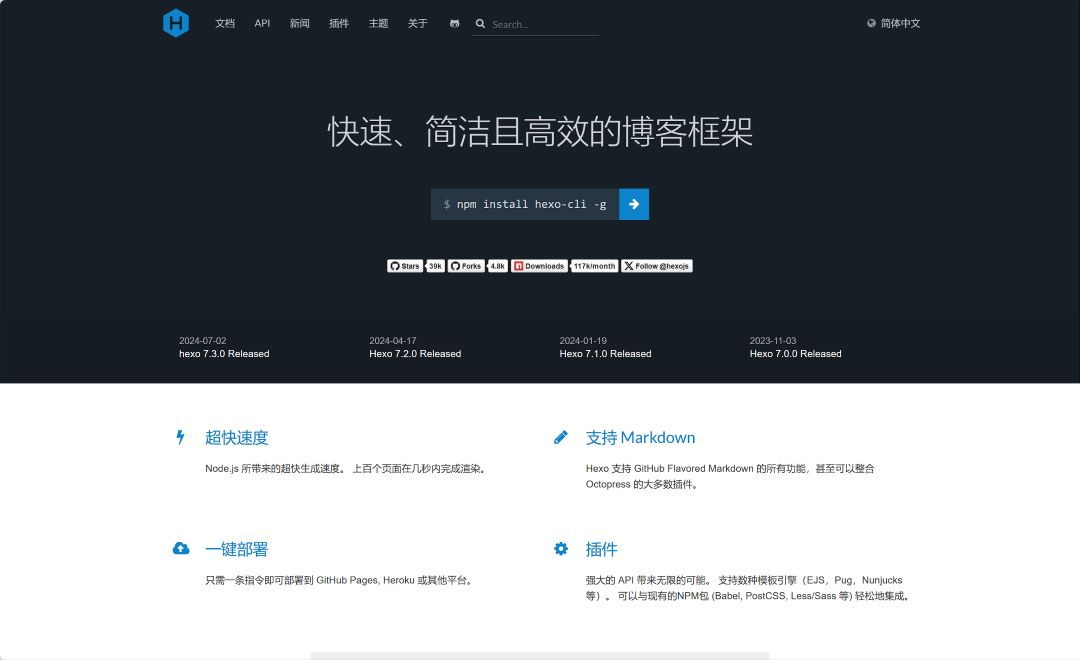 H 文档 API 新闻 插件 主题 关于 Search... 简体中文
快速、简洁且高效的博客框架
$ npm install hexo-cli -g
Stars 39k Forks 4.8k Downloads 117k/month Follow @hexojs
2024-07-02 2024-04-17 2024-01-19 2023-11-03
hexo 7.3.0 Released Hexo 7.2.0 Released Hexo 7.1.0 Released Hexo 7.0.0 Released
超快速度
Node.js 所带来的超快生成速度。 上百个页面在几秒内完成渲染。
支持 Markdown
Hexo 支持 GitHub Flavored Markdown 的所有功能，甚至可以整合
Octopress 的大多数插件。
一键部署
只需一条指令即可部署到 GitHub Pages, Heroku 或其他平台。
插件
强大的 API 带来无限的可能。 支持数种模板引擎（EJS，Pug，Nunjucks
等）。 可以与现有的NPM包 (Babel, PostCSS, Less/Sass 等) 轻松地集成。